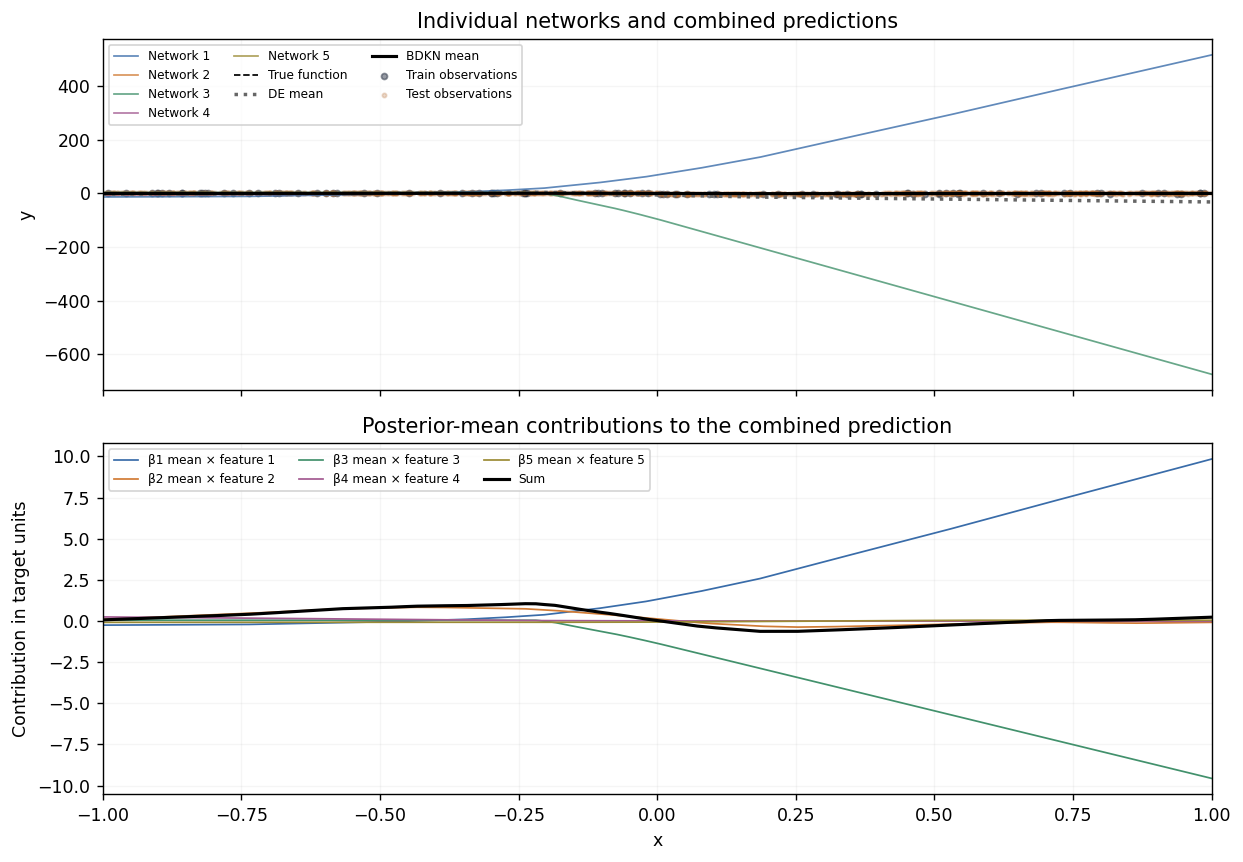 Individual networks and combined predictions
Network 1
Network 2
Network 3
Network 4
Network 5
True function
DE mean
BDKN mean
Train observations
Test observations
400
200
0
−200
−400
−600
y
Posterior-mean contributions to the combined prediction
β1 mean × feature 1
β2 mean × feature 2
β3 mean × feature 3
β4 mean × feature 4
β5 mean × feature 5
Sum
10.0
7.5
5.0
2.5
0.0
−2.5
−5.0
−7.5
−10.0
Contribution in target units
−1.00 −0.75 −0.50 −0.25 0.00 0.25 0.50 0.75 1.00
x